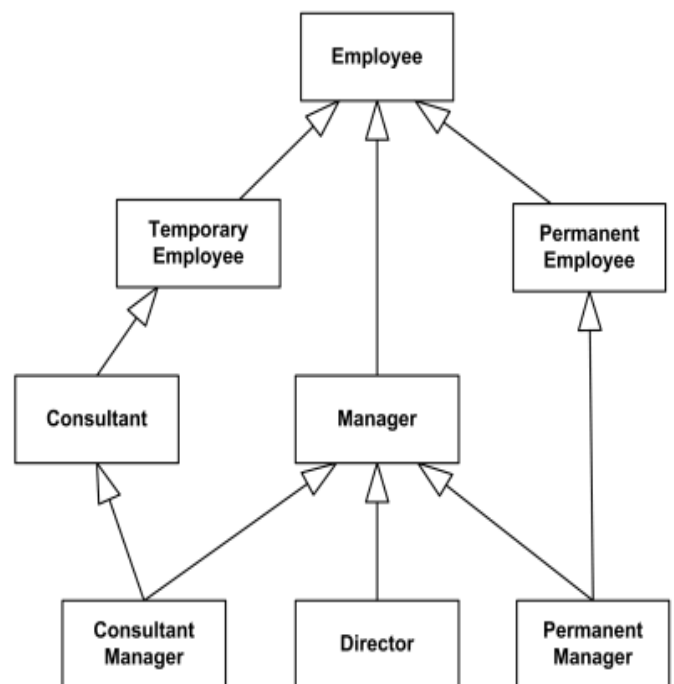 Employee
Temporary
Employee
Permanent
Employee
Consultant
Manager
Consultant
Manager
Director
Permanent
Manager